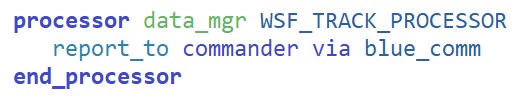 processor data_mgr WSF_TRACK_PROCESSOR
report_to commander via blue_comm
end_processor